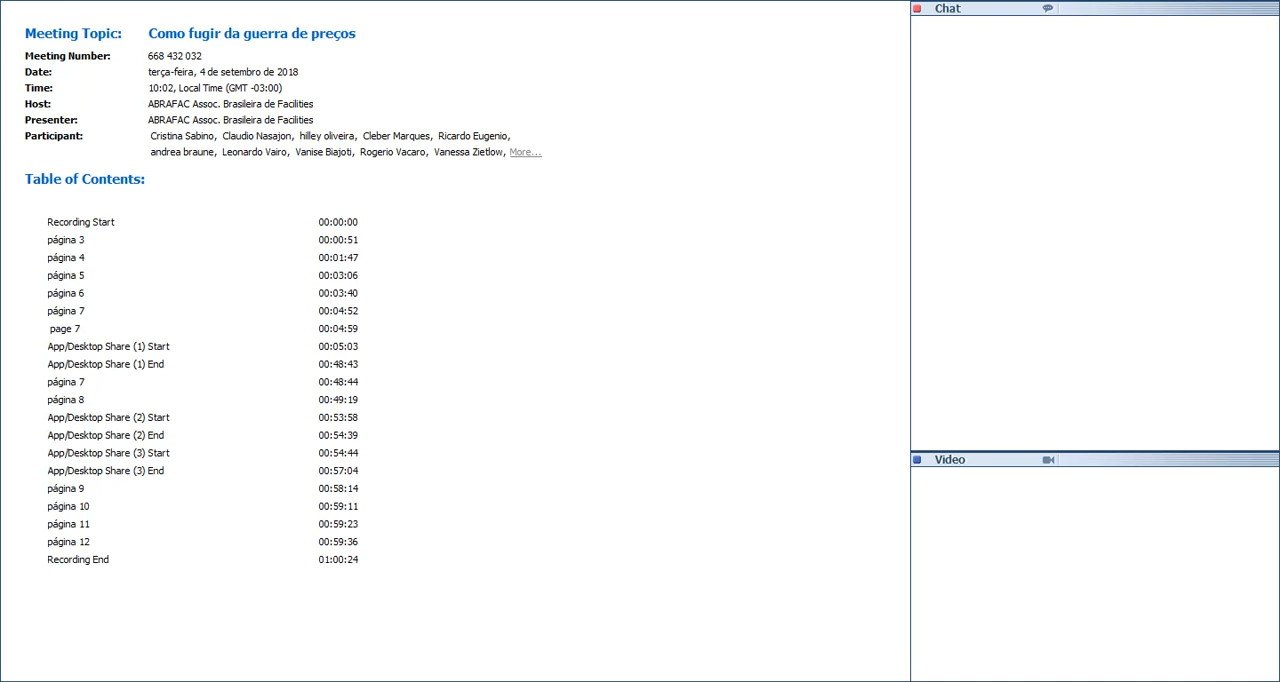 Meeting Topic: Como fugir da guerra de preços
Meeting Number: 668 432 032
Date: terça-feira, 4 de setembro de 2018
Time: 10:02, Local Time (GMT -03:00)
Host: ABRAFAC Assoc. Brasileira de Facilities
Presenter: ABRAFAC Assoc. Brasileira de Facilities
Participant: Cristina Sabino, Claudio Nasajon, hilley oliveira, Cleber Marques, Ricardo Eugenio,
andrea braune, Leonardo Vairo, Vanise Biajoti, Rogerio Vacaro, Vanessa Zietlow, More...
Table of Contents:
Recording Start 00:00:00
página 3 00:00:51
página 4 00:01:47
página 5 00:03:06
página 6 00:03:40
página 7 00:04:52
page 7 00:04:59
App/Desktop Share (1) Start 00:05:03
App/Desktop Share (1) End 00:48:43
página 7 00:48:44
página 8 00:49:19
App/Desktop Share (2) Start 00:53:58
App/Desktop Share (2) End 00:54:39
App/Desktop Share (3) Start 00:54:44
App/Desktop Share (3) End 00:57:04
página 9 00:58:14
página 10 00:59:11
página 11 00:59:23
página 12 00:59:36
Recording End 01:00:24
Chat
Video